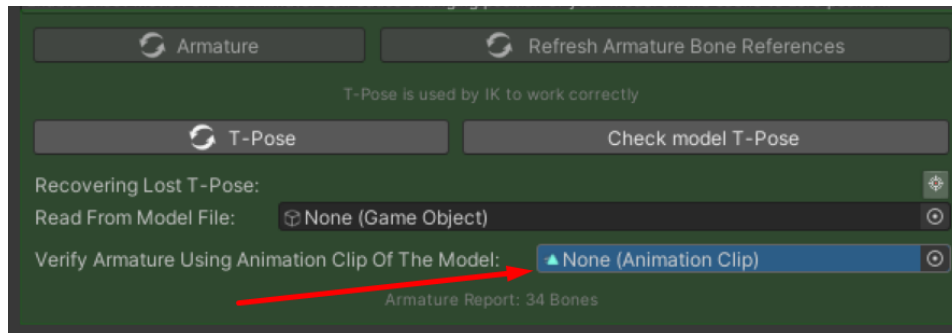 Armature
Refresh Armature Bone References
T-Pose is used by IK to work correctly
T-Pose
Check model T-Pose
Recovering Lost T-Pose:
Read From Model File:
None (Game Object)
Verify Armature Using Animation Clip Of The Model:
None (Animation Clip)
Armature Report: 34 Bones